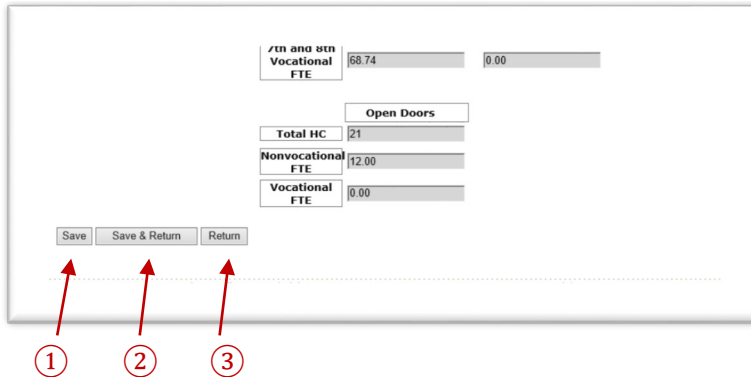 7th and 8th
Vocational
FTE
68.74 0.00
Open Doors
Total HC 21
Nonvocational
FTE
12.00
Vocational
FTE
0.00
Save Save & Return Return
① ② ③